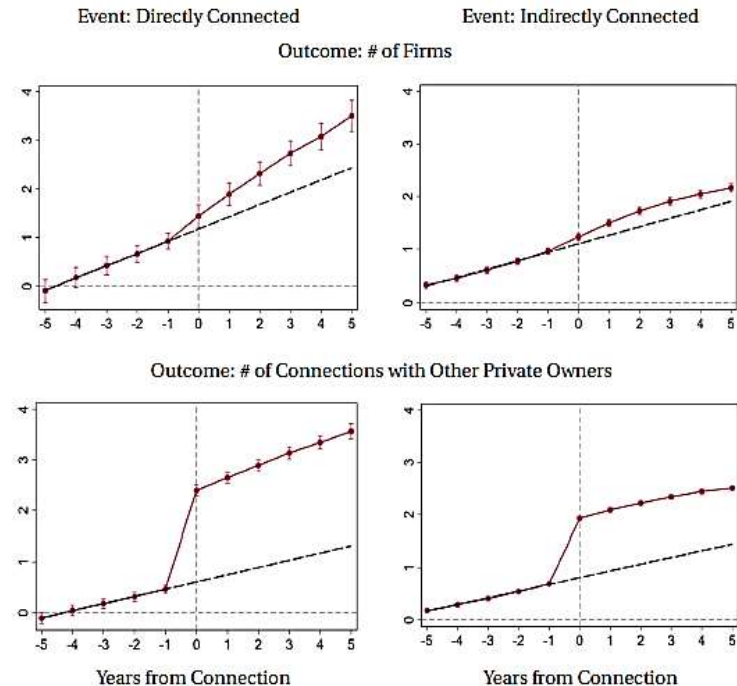 Event: Directly Connected
Event: Indirectly Connected
Outcome: # of Firms
4
3
2
1
0
-5 -4 -3 -2 -1 0 1 2 3 4 5
4
3
2
1
0
-5 -4 -3 -2 -1 0 1 2 3 4 5
Outcome: # of Connections with Other Private Owners
4
3
2
1
0
-5 -4 -3 -2 -1 0 1 2 3 4 5
4
3
2
1
0
-5 -4 -3 -2 -1 0 1 2 3 4 5
Years from Connection
Years from Connection